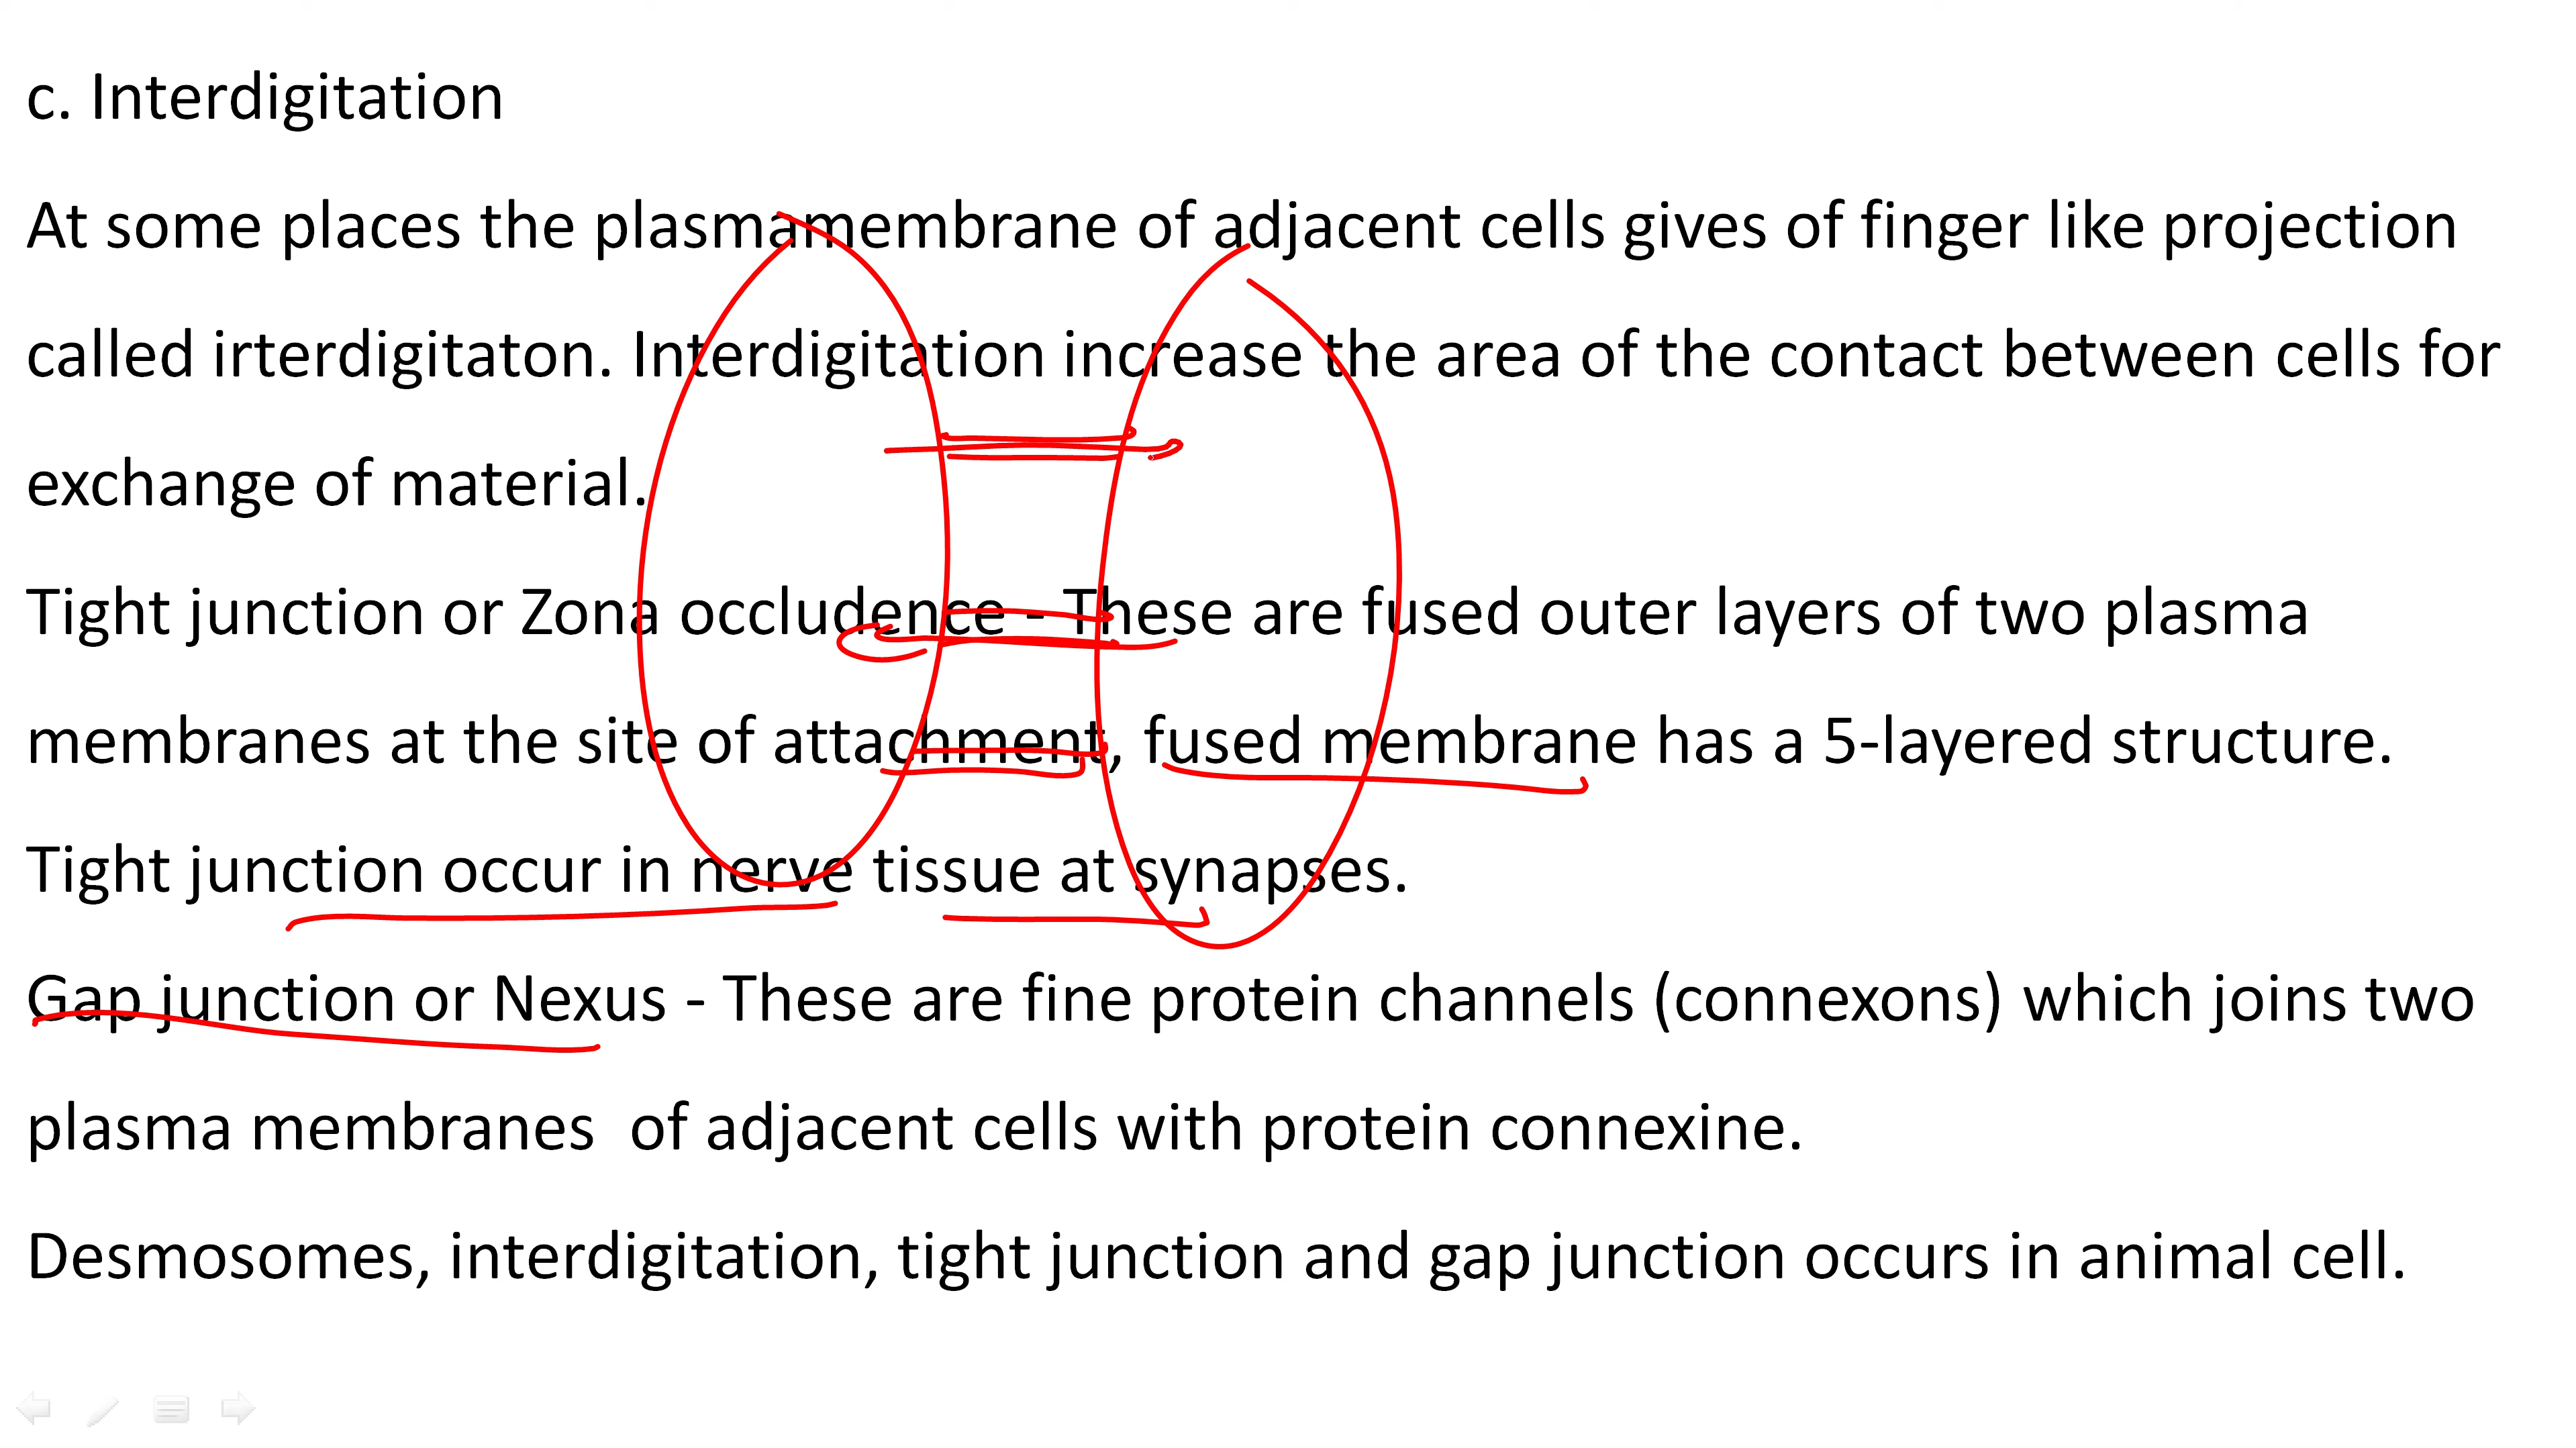 c. Interdigitation
At some places the plasmamembrane of adjacent cells gives of finger like projection
called irterdigitaton. Interdigitation increase the area of the contact between cells for
exchange of material.
Tight junction or Zona occludence - These are fused outer layers of two plasma
membranes at the site of attachment, fused membrane has a 5-layered structure.
Tight junction occur in nerve tissue at synapses.
Gap junction or Nexus - These are fine protein channels (connexons) which joins two
plasma membranes  of adjacent cells with protein connexine.
Desmosomes, interdigitation, tight junction and gap junction occurs in animal cell.